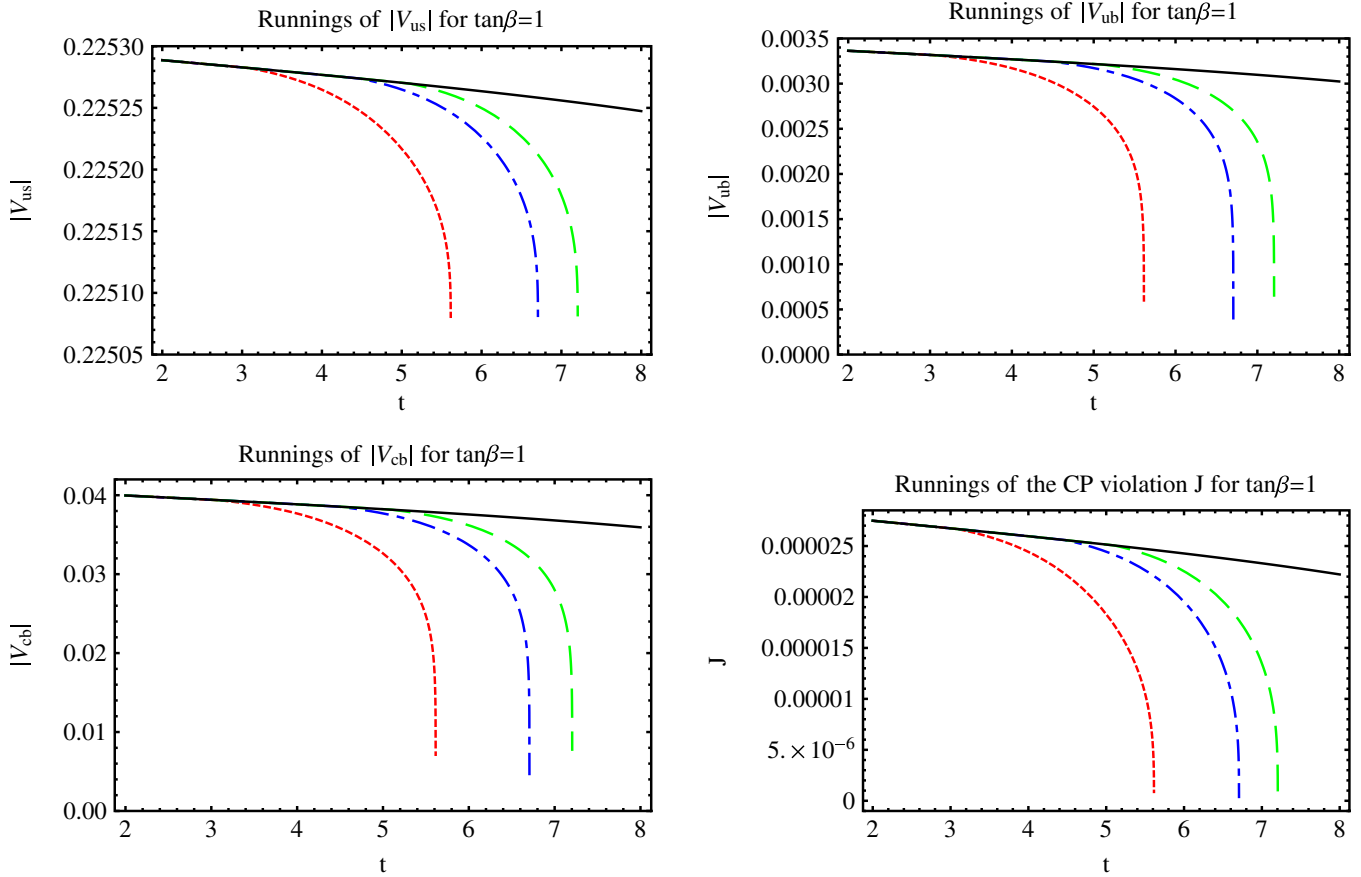 Runnings of |V_us| for tanβ=1
|V_us|
0.22530
0.22525
0.22520
0.22515
0.22510
0.22505
2 3 4 5 6 7 8
t
Runnings of |V_ub| for tanβ=1
|V_ub|
0.0035
0.0030
0.0025
0.0020
0.0015
0.0010
0.0005
0.0000
2 3 4 5 6 7 8
t
Runnings of |V_cb| for tanβ=1
|V_cb|
0.04
0.03
0.02
0.01
0.00
2 3 4 5 6 7 8
t
Runnings of the CP violation J for tanβ=1
J
0.000025
0.00002
0.000015
0.00001
5.×10⁻⁶
0
2 3 4 5 6 7 8
t